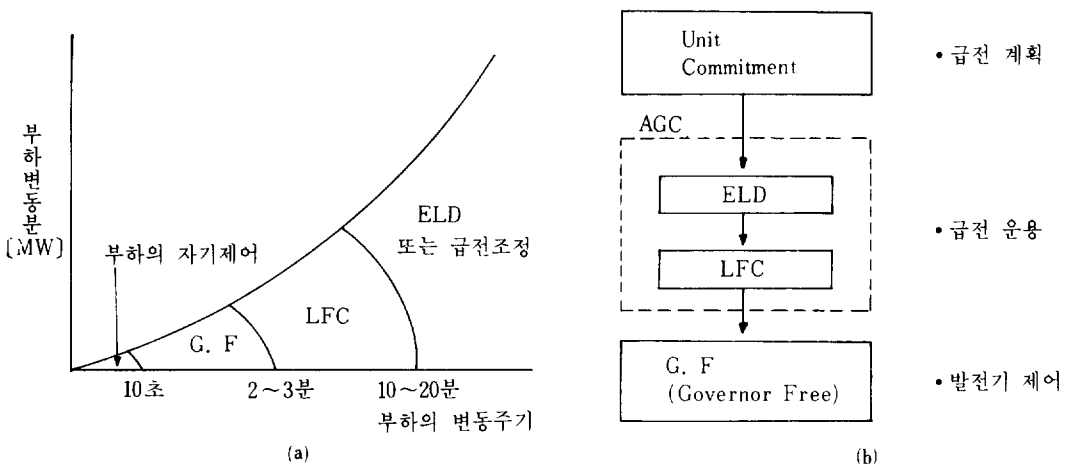 부하변동분
[MW]
부하의 자기제어
G. F
LFC
ELD
또는 급전조정
10초
2~3분
10~20분
부하의 변동주기
(a)
Unit
Commitment
• 급전 계획
AGC
ELD
LFC
• 급전 운용
G. F
(Governor Free)
• 발전기 제어
(b)